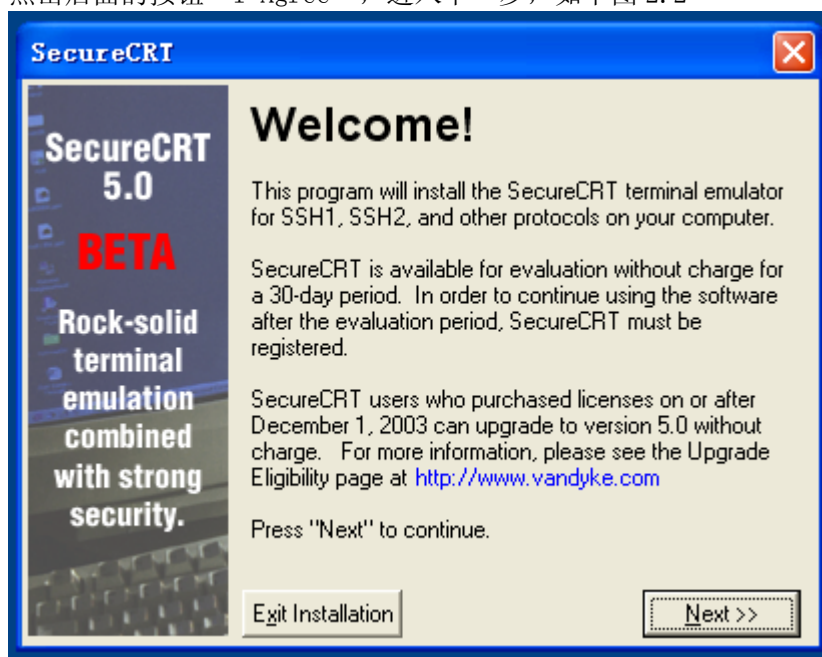 SecureCRT
SecureCRT
5.0
BETA
Rock-solid
terminal
emulation
combined
with strong
security.
Welcome!
This program will install the SecureCRT terminal emulator
for SSH1, SSH2, and other protocols on your computer.
SecureCRT is available for evaluation without charge for
a 30-day period.  In order to continue using the software
after the evaluation period, SecureCRT must be
registered.
SecureCRT users who purchased licenses on or after
December 1, 2003 can upgrade to version 5.0 without
charge.   For more information, please see the Upgrade
Eligibility page at http://www.vandyke.com
Press "Next" to continue.
Exit Installation
Next >>